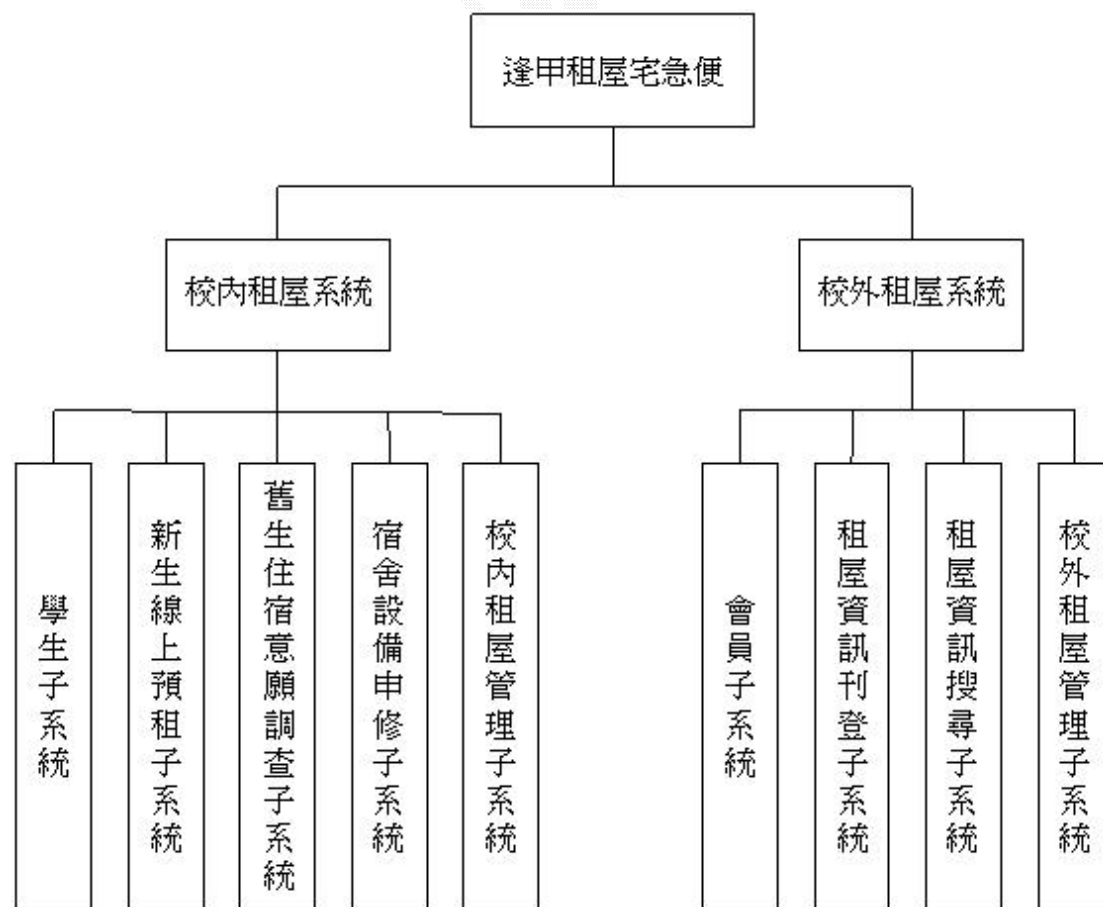 逢甲租屋宅急便
校內租屋系統
校外租屋系統
學生子系統
新生線上預租子系統
舊生住宿意願調查子系統
宿舍設備申修子系統
校內租屋管理子系統
會員子系統
租屋資訊刊登子系統
租屋資訊搜尋子系統
校外租屋管理子系統